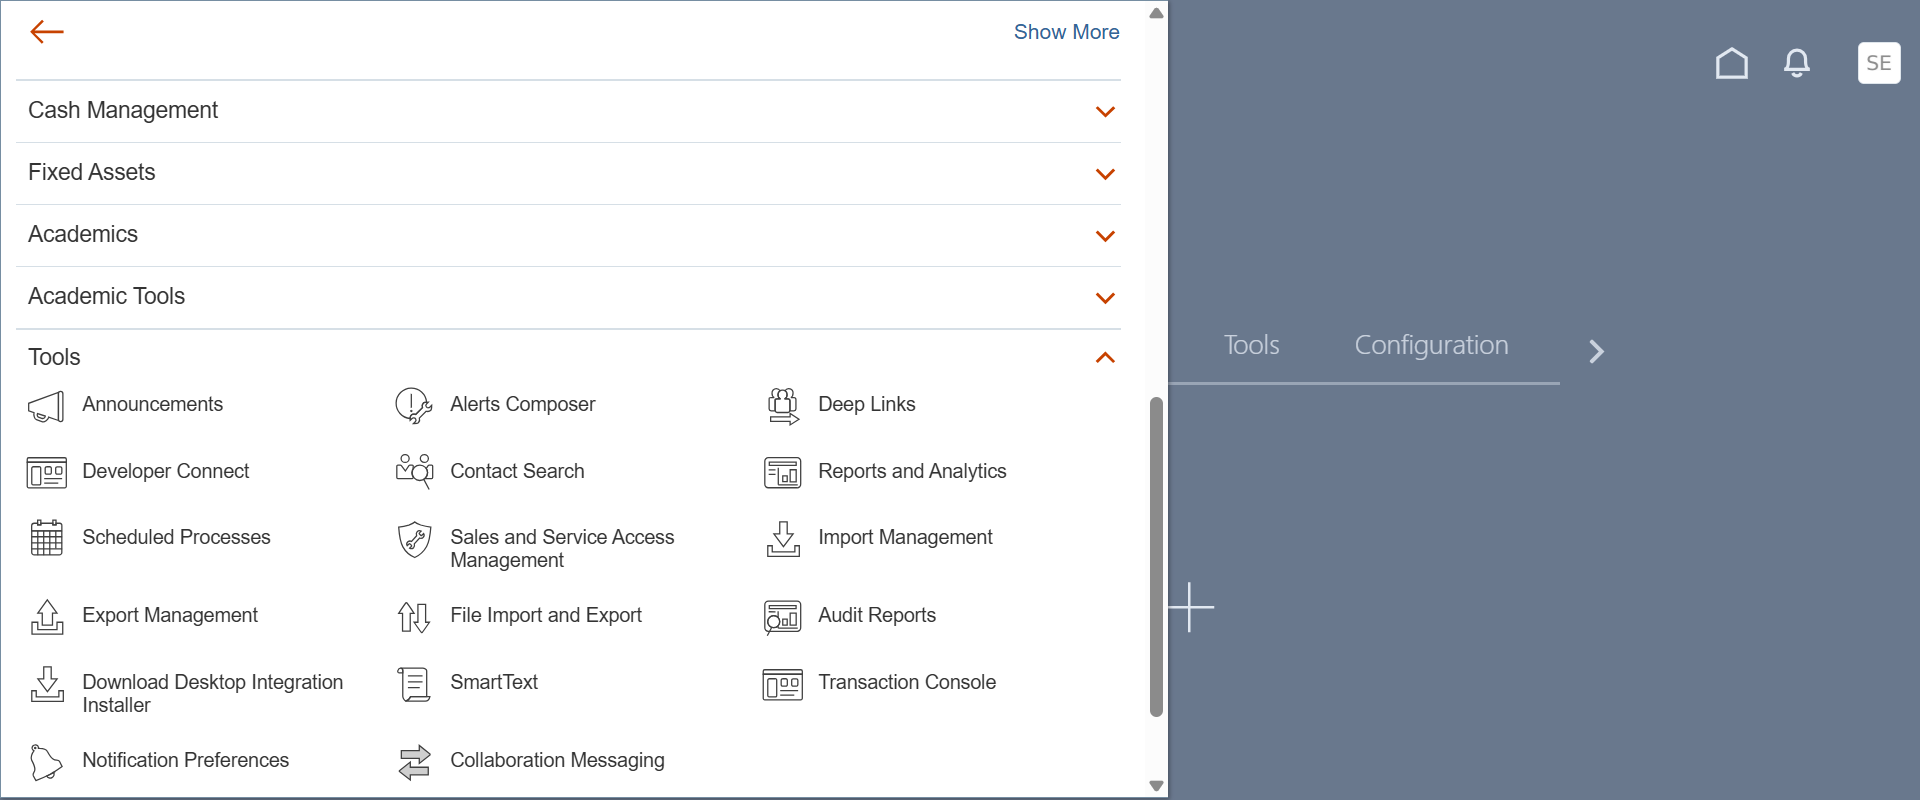 Show More
SE
Cash Management
Fixed Assets
Academics
Academic Tools
Tools
Tools Configuration
Announcements Alerts Composer Deep Links
Developer Connect Contact Search Reports and Analytics
Scheduled Processes Sales and Service Access Import Management
Management
Export Management File Import and Export Audit Reports
Download Desktop Integration SmartText Transaction Console
Installer
Notification Preferences Collaboration Messaging